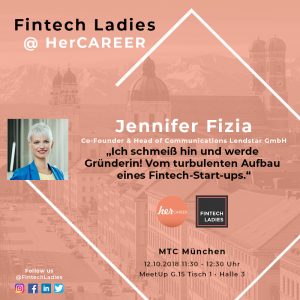 Fintech Ladies
@ HerCAREER
Jennifer Fizia
Co-Founder & Head of Communications Lendstar GmbH
„Ich schmeiß hin und werde
Gründerin! Vom turbulenten Aufbau
eines Fintech-Start-ups.“
her CAREER
FINTECH
LADIES
MTC München
12.10.2018 11:30 - 12:30 Uhr
MeetUp G.15 Tisch 1 - Halle 3
Follow us
@FintechLadies